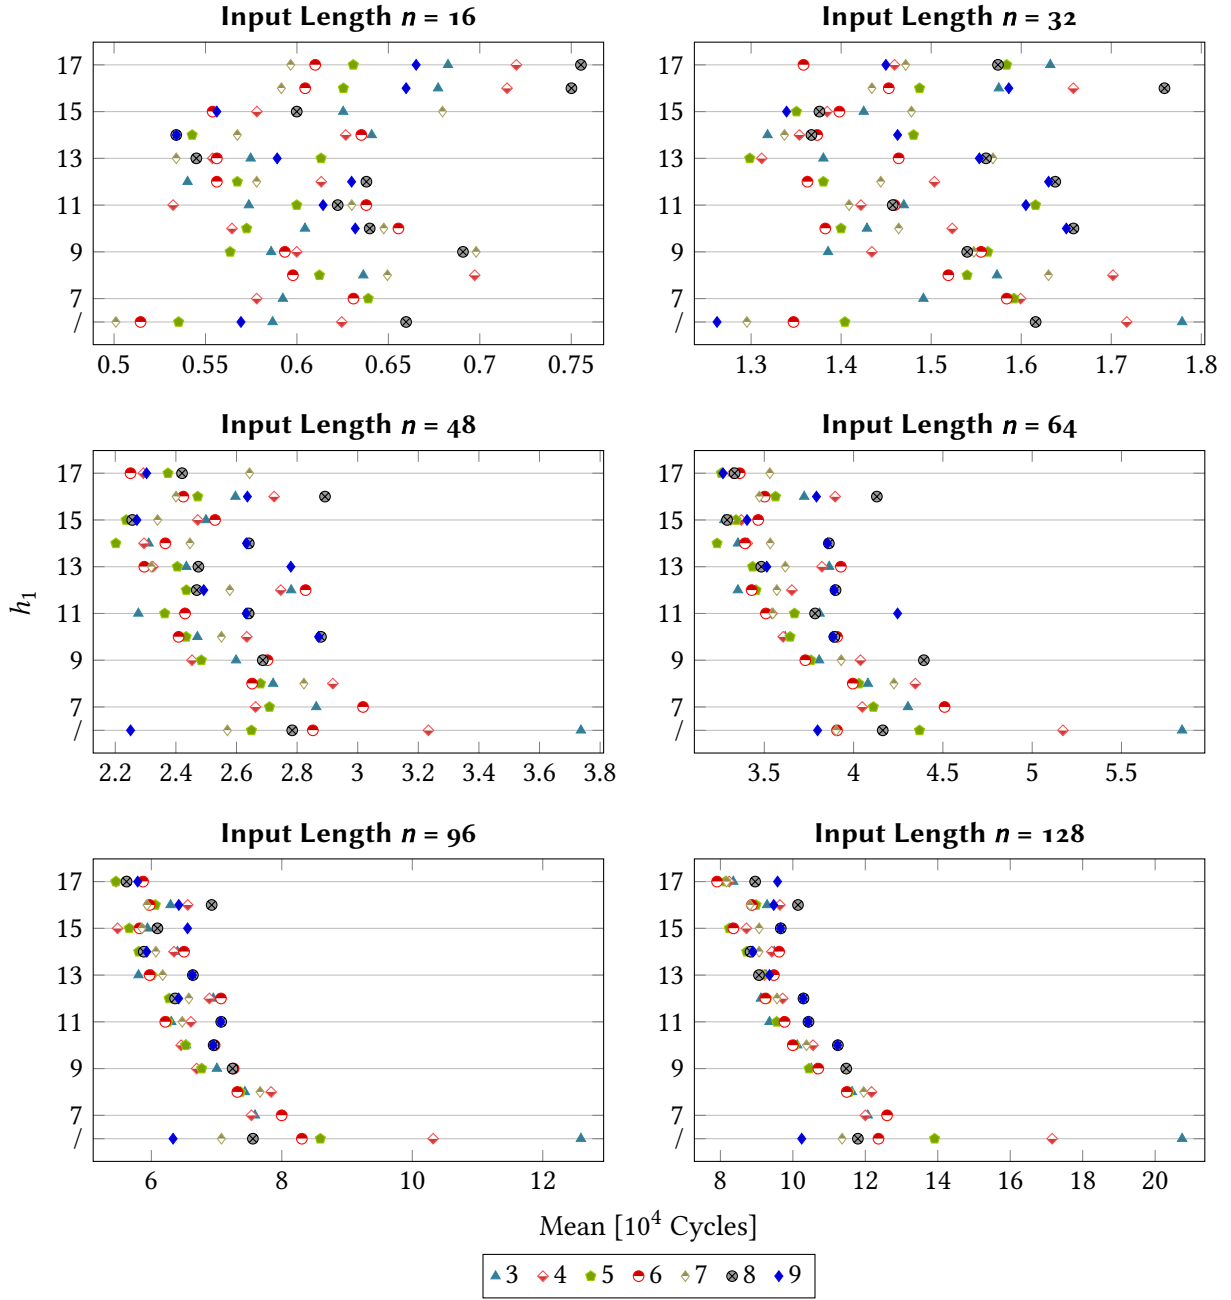 Input Length n = 16
17
15
13
11
9
7
/
0.5 0.55 0.6 0.65 0.7 0.75
Input Length n = 32
17
15
13
11
9
7
/
1.3 1.4 1.5 1.6 1.7 1.8
Input Length n = 48
17
15
13
11
9
7
/
2.2 2.4 2.6 2.8 3 3.2 3.4 3.6 3.8
Input Length n = 64
17
15
13
11
9
7
/
3.5 4 4.5 5 5.5
h₁
Input Length n = 96
17
15
13
11
9
7
/
6 8 10 12
Input Length n = 128
17
15
13
11
9
7
/
8 10 12 14 16 18 20
Mean [10⁴ Cycles]
3 4 5 6 7 8 9